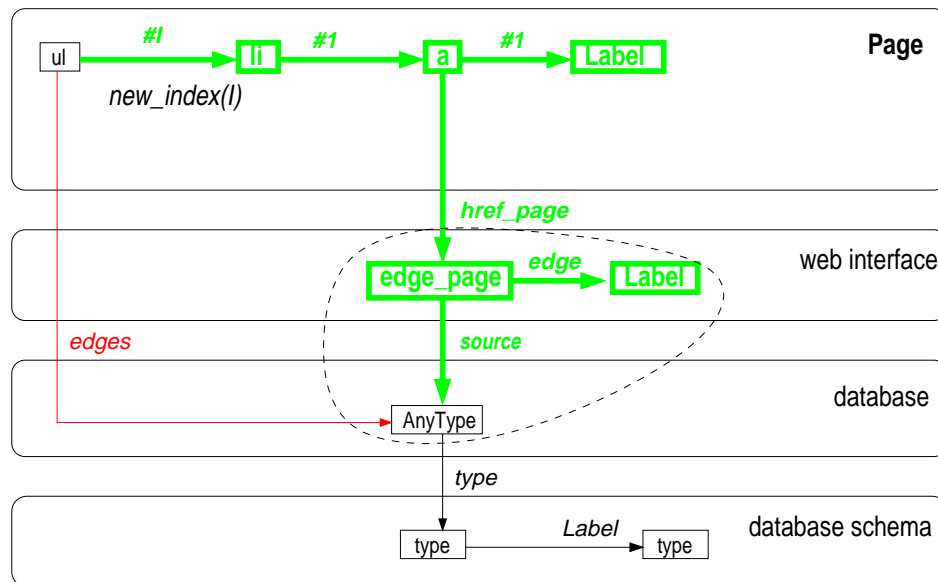 #I
#1
#1
Page
ul
li
a
Label
new_index(I)
href_page
web interface
edge
edge_page
Label
edges
source
database
AnyType
type
database schema
Label
type
type